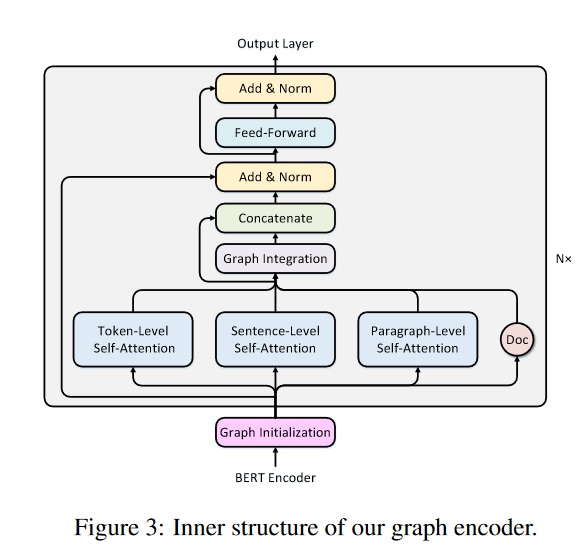 Output Layer
Add & Norm
Feed-Forward
Add & Norm
Concatenate
Graph Integration
N×
Token-Level
Self-Attention
Sentence-Level
Self-Attention
Paragraph-Level
Self-Attention
Doc
Graph Initialization
BERT Encoder
Figure 3: Inner structure of our graph encoder.